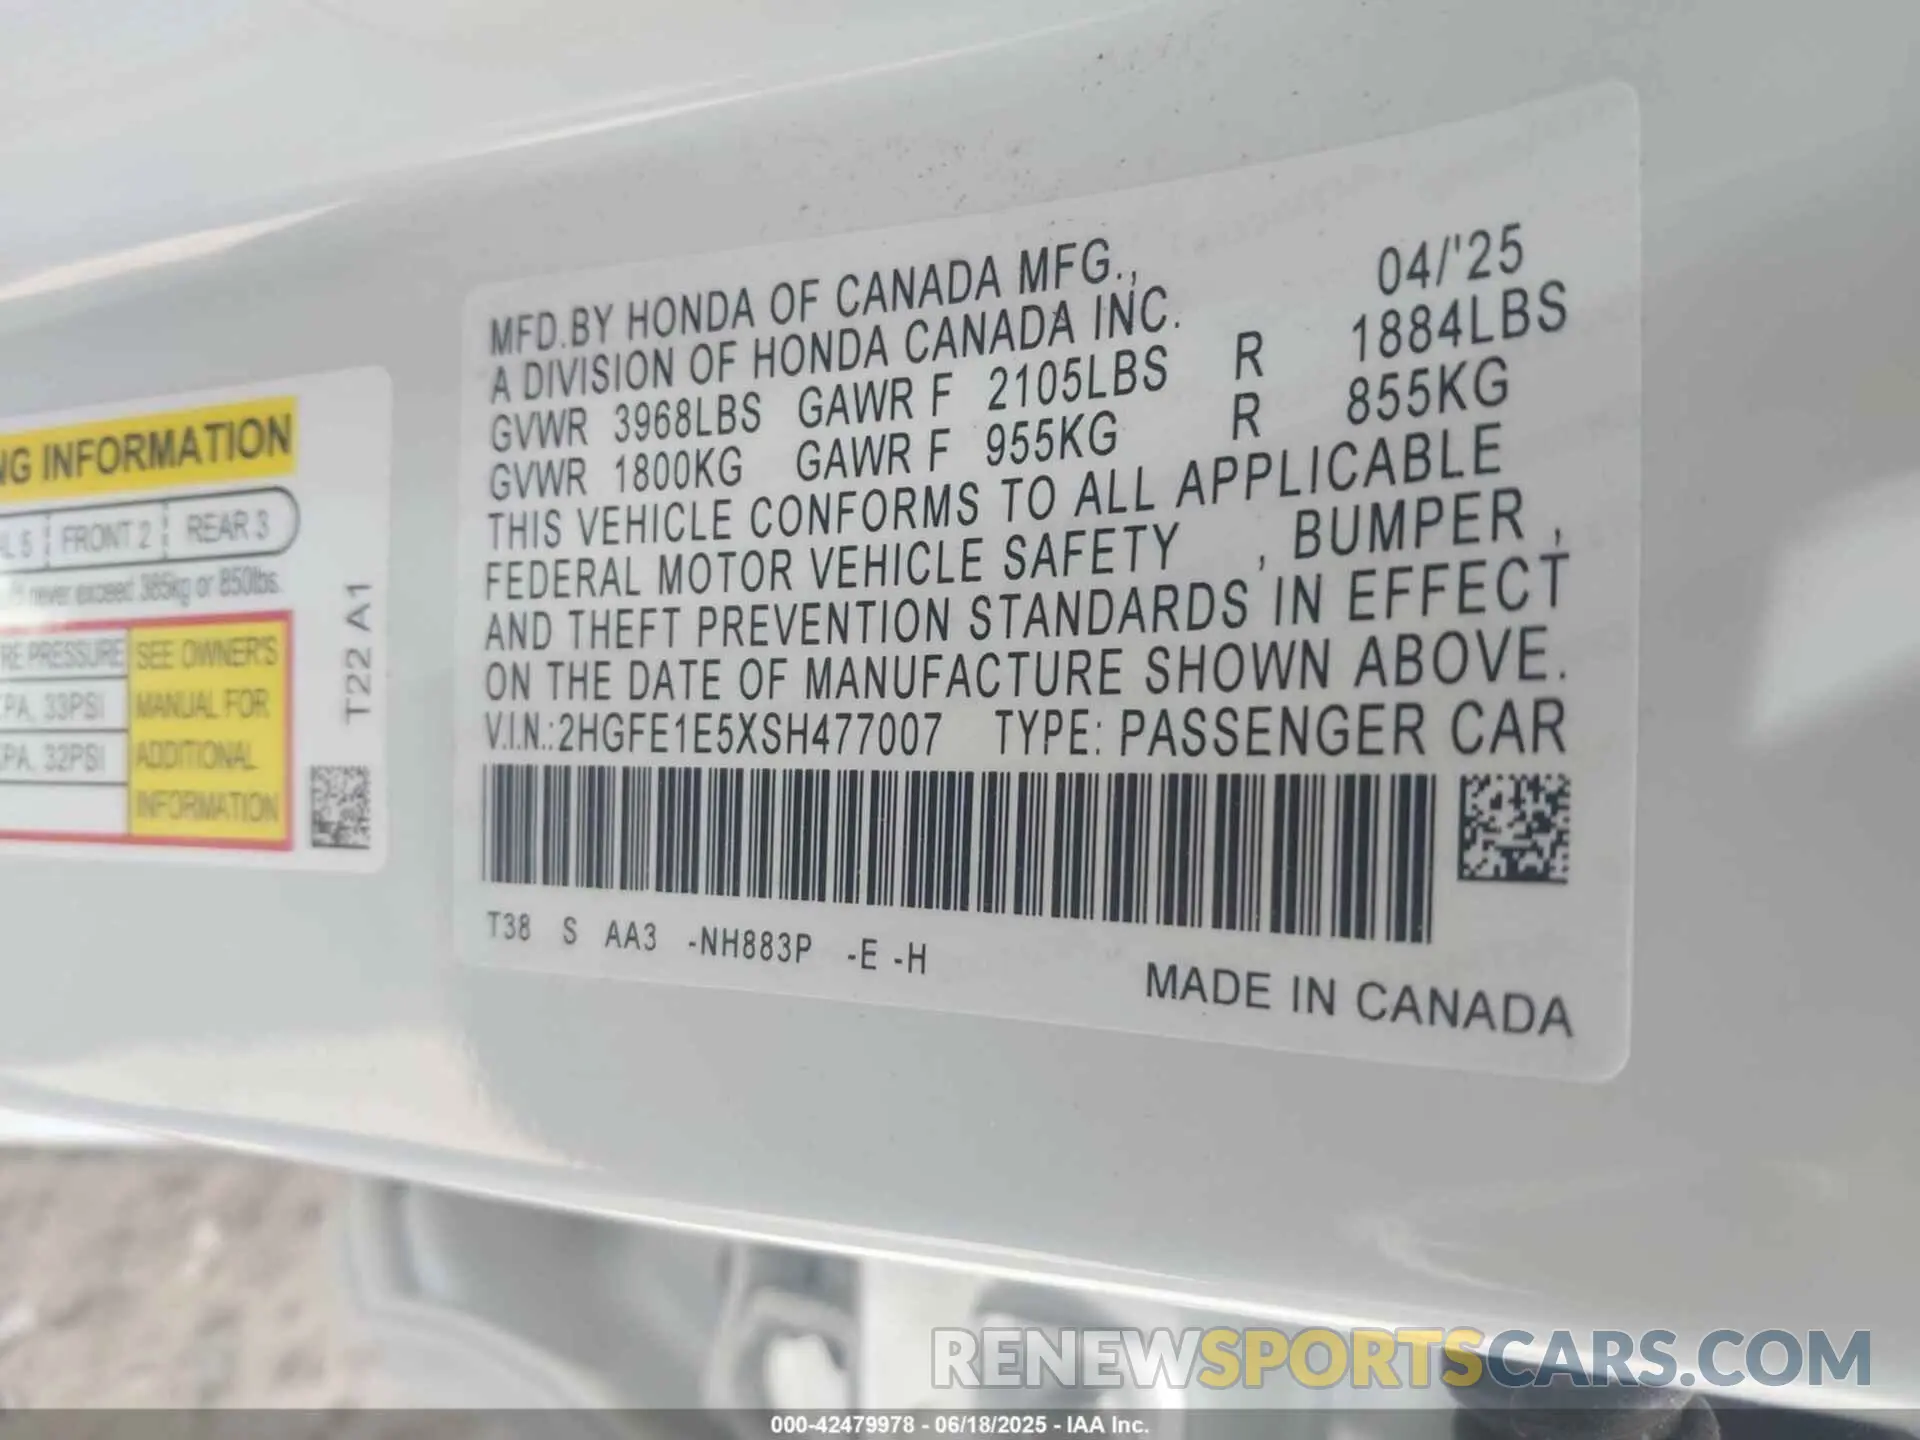 MFD.BY HONDA OF CANADA MFG., 04/'25
A DIVISION OF HONDA CANADA INC.
GVWR 3968LBS GAWR F 2105LBS R 1884LBS
GVWR 1800KG GAWR F 955KG R 855KG
THIS VEHICLE CONFORMS TO ALL APPLICABLE
FEDERAL MOTOR VEHICLE SAFETY , BUMPER ,
AND THEFT PREVENTION STANDARDS IN EFFECT
ON THE DATE OF MANUFACTURE SHOWN ABOVE.
V.I.N.:2HGFE1E5XSH477007 TYPE: PASSENGER CAR
T38 S AA3 -NH883P -E -H
MADE IN CANADA
INFORMATION
5 FRONT 2 REAR 3
never exceed 385kg or 850lbs.
PRESSURE
33PSI
32PSI
SEE OWNER'S
MANUAL FOR
ADDITIONAL
INFORMATION
T22 A1
RENEWSPORTSCARS.COM
000-42479978 - 06/18/2025 - IAA Inc.